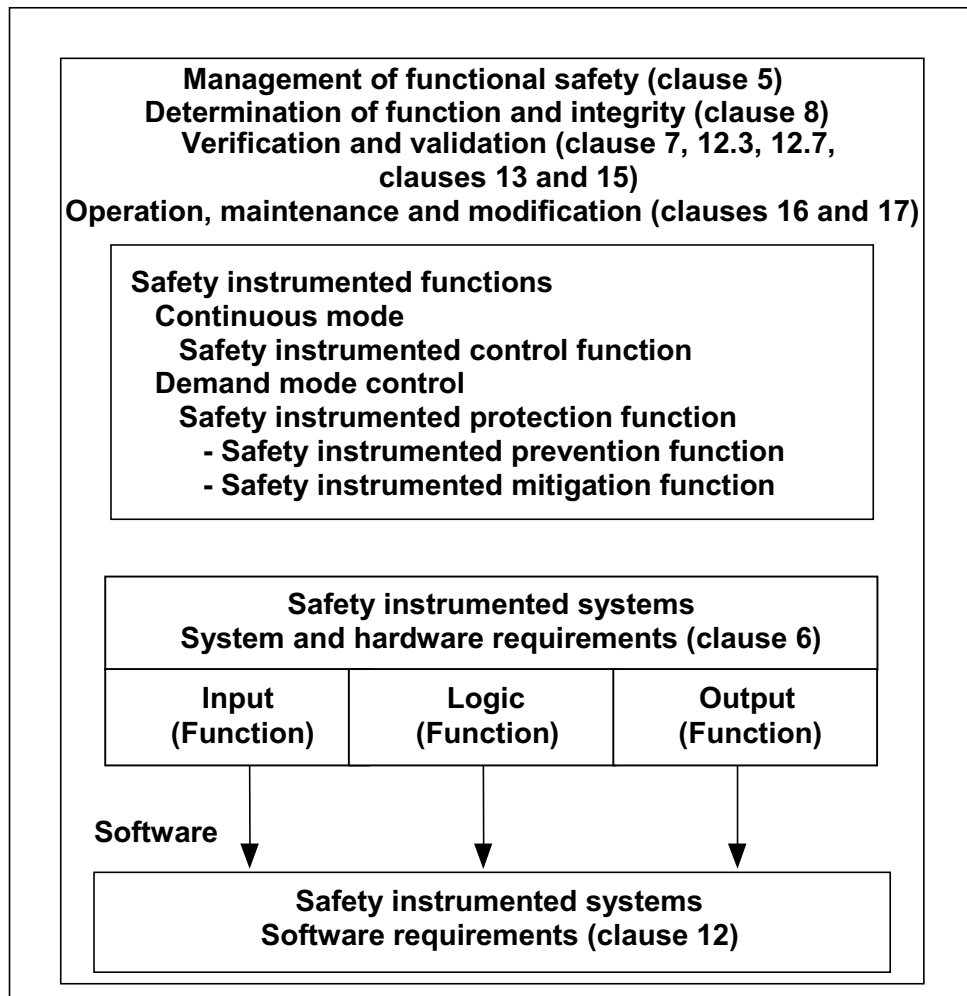 Management of functional safety (clause 5)
Determination of function and integrity (clause 8)
Verification and validation (clause 7, 12.3, 12.7,
clauses 13 and 15)
Operation, maintenance and modification (clauses 16 and 17)
Safety instrumented functions
Continuous mode
Safety instrumented control function
Demand mode control
Safety instrumented protection function
- Safety instrumented prevention function
- Safety instrumented mitigation function
Safety instrumented systems
System and hardware requirements (clause 6)
Input
(Function)
Logic
(Function)
Output
(Function)
Software
Safety instrumented systems
Software requirements (clause 12)